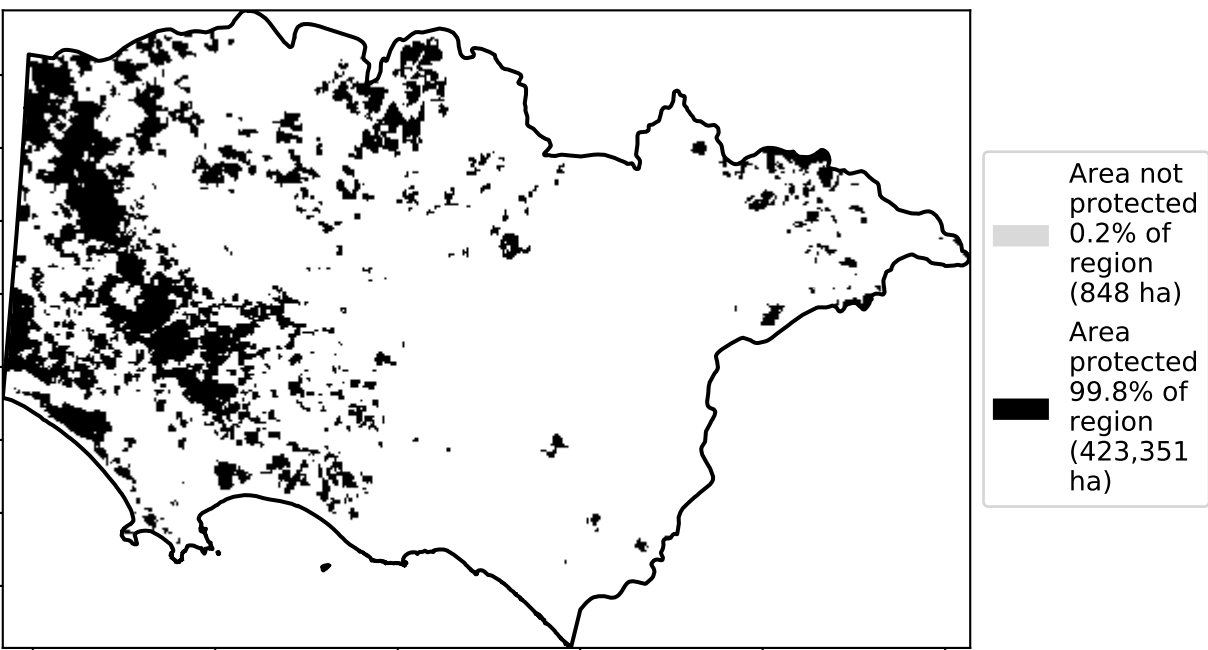 Area not
protected
0.2% of
region
(848 ha)
Area
protected
99.8% of
region
(423,351
ha)